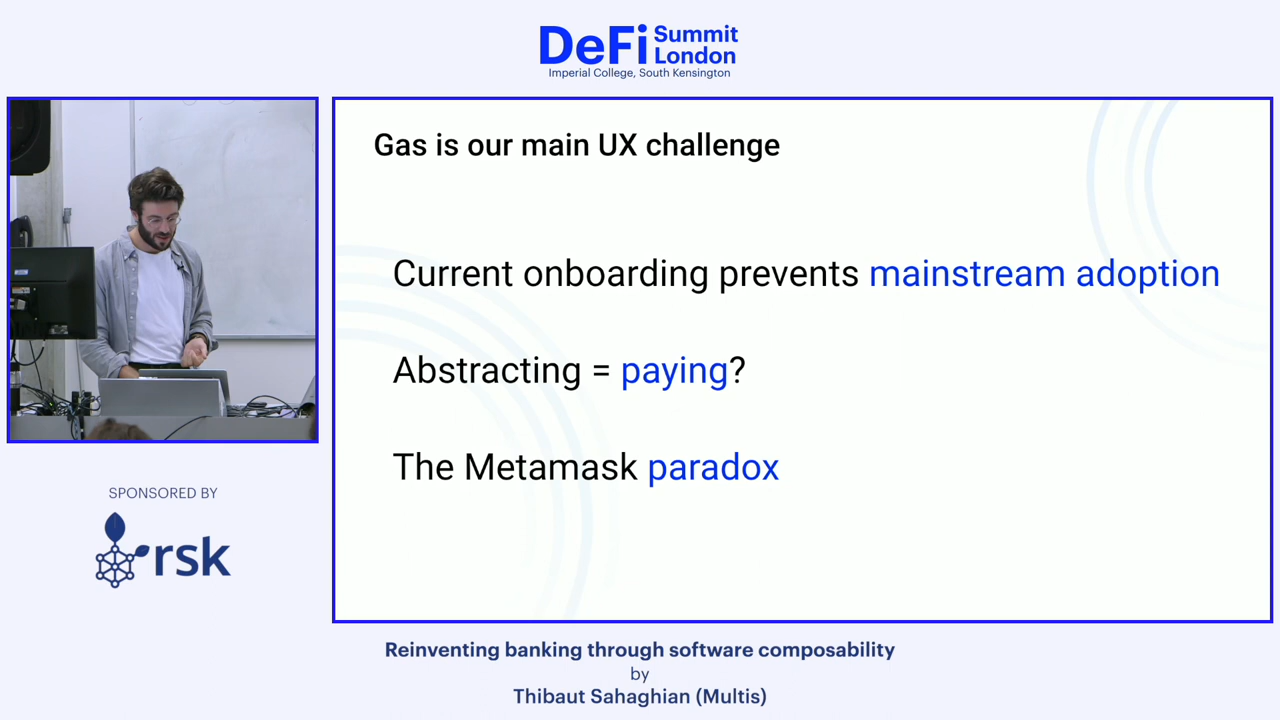 DeFi Summit London
Imperial College, South Kensington
Gas is our main UX challenge
Current onboarding prevents mainstream adoption
Abstracting = paying?
The Metamask paradox
SPONSORED BY
rsk
Reinventing banking through software composability
by
Thibaut Sahaghian (Multis)